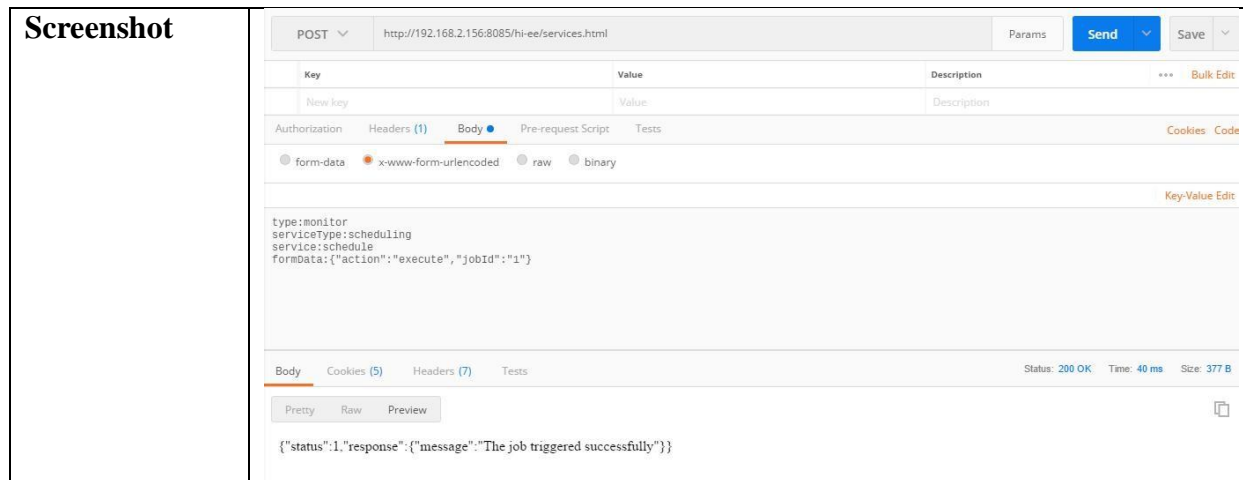 Screenshot
POST http://192.168.2.156:8085/hi-ee/services.html Params Send Save
Key Value Description ••• Bulk Edit
New key Value Description
Authorization Headers (1) Body Pre-request Script Tests Cookies Code
form-data x-www-form-urlencoded raw binary
Key-Value Edit
type:monitor
serviceType:scheduling
service:schedule
formData:{"action":"execute","jobId":"1"}
Body Cookies (5) Headers (7) Tests Status: 200 OK Time: 40 ms Size: 377 B
Pretty Raw Preview
{"status":1,"response":{"message":"The job triggered successfully"}}